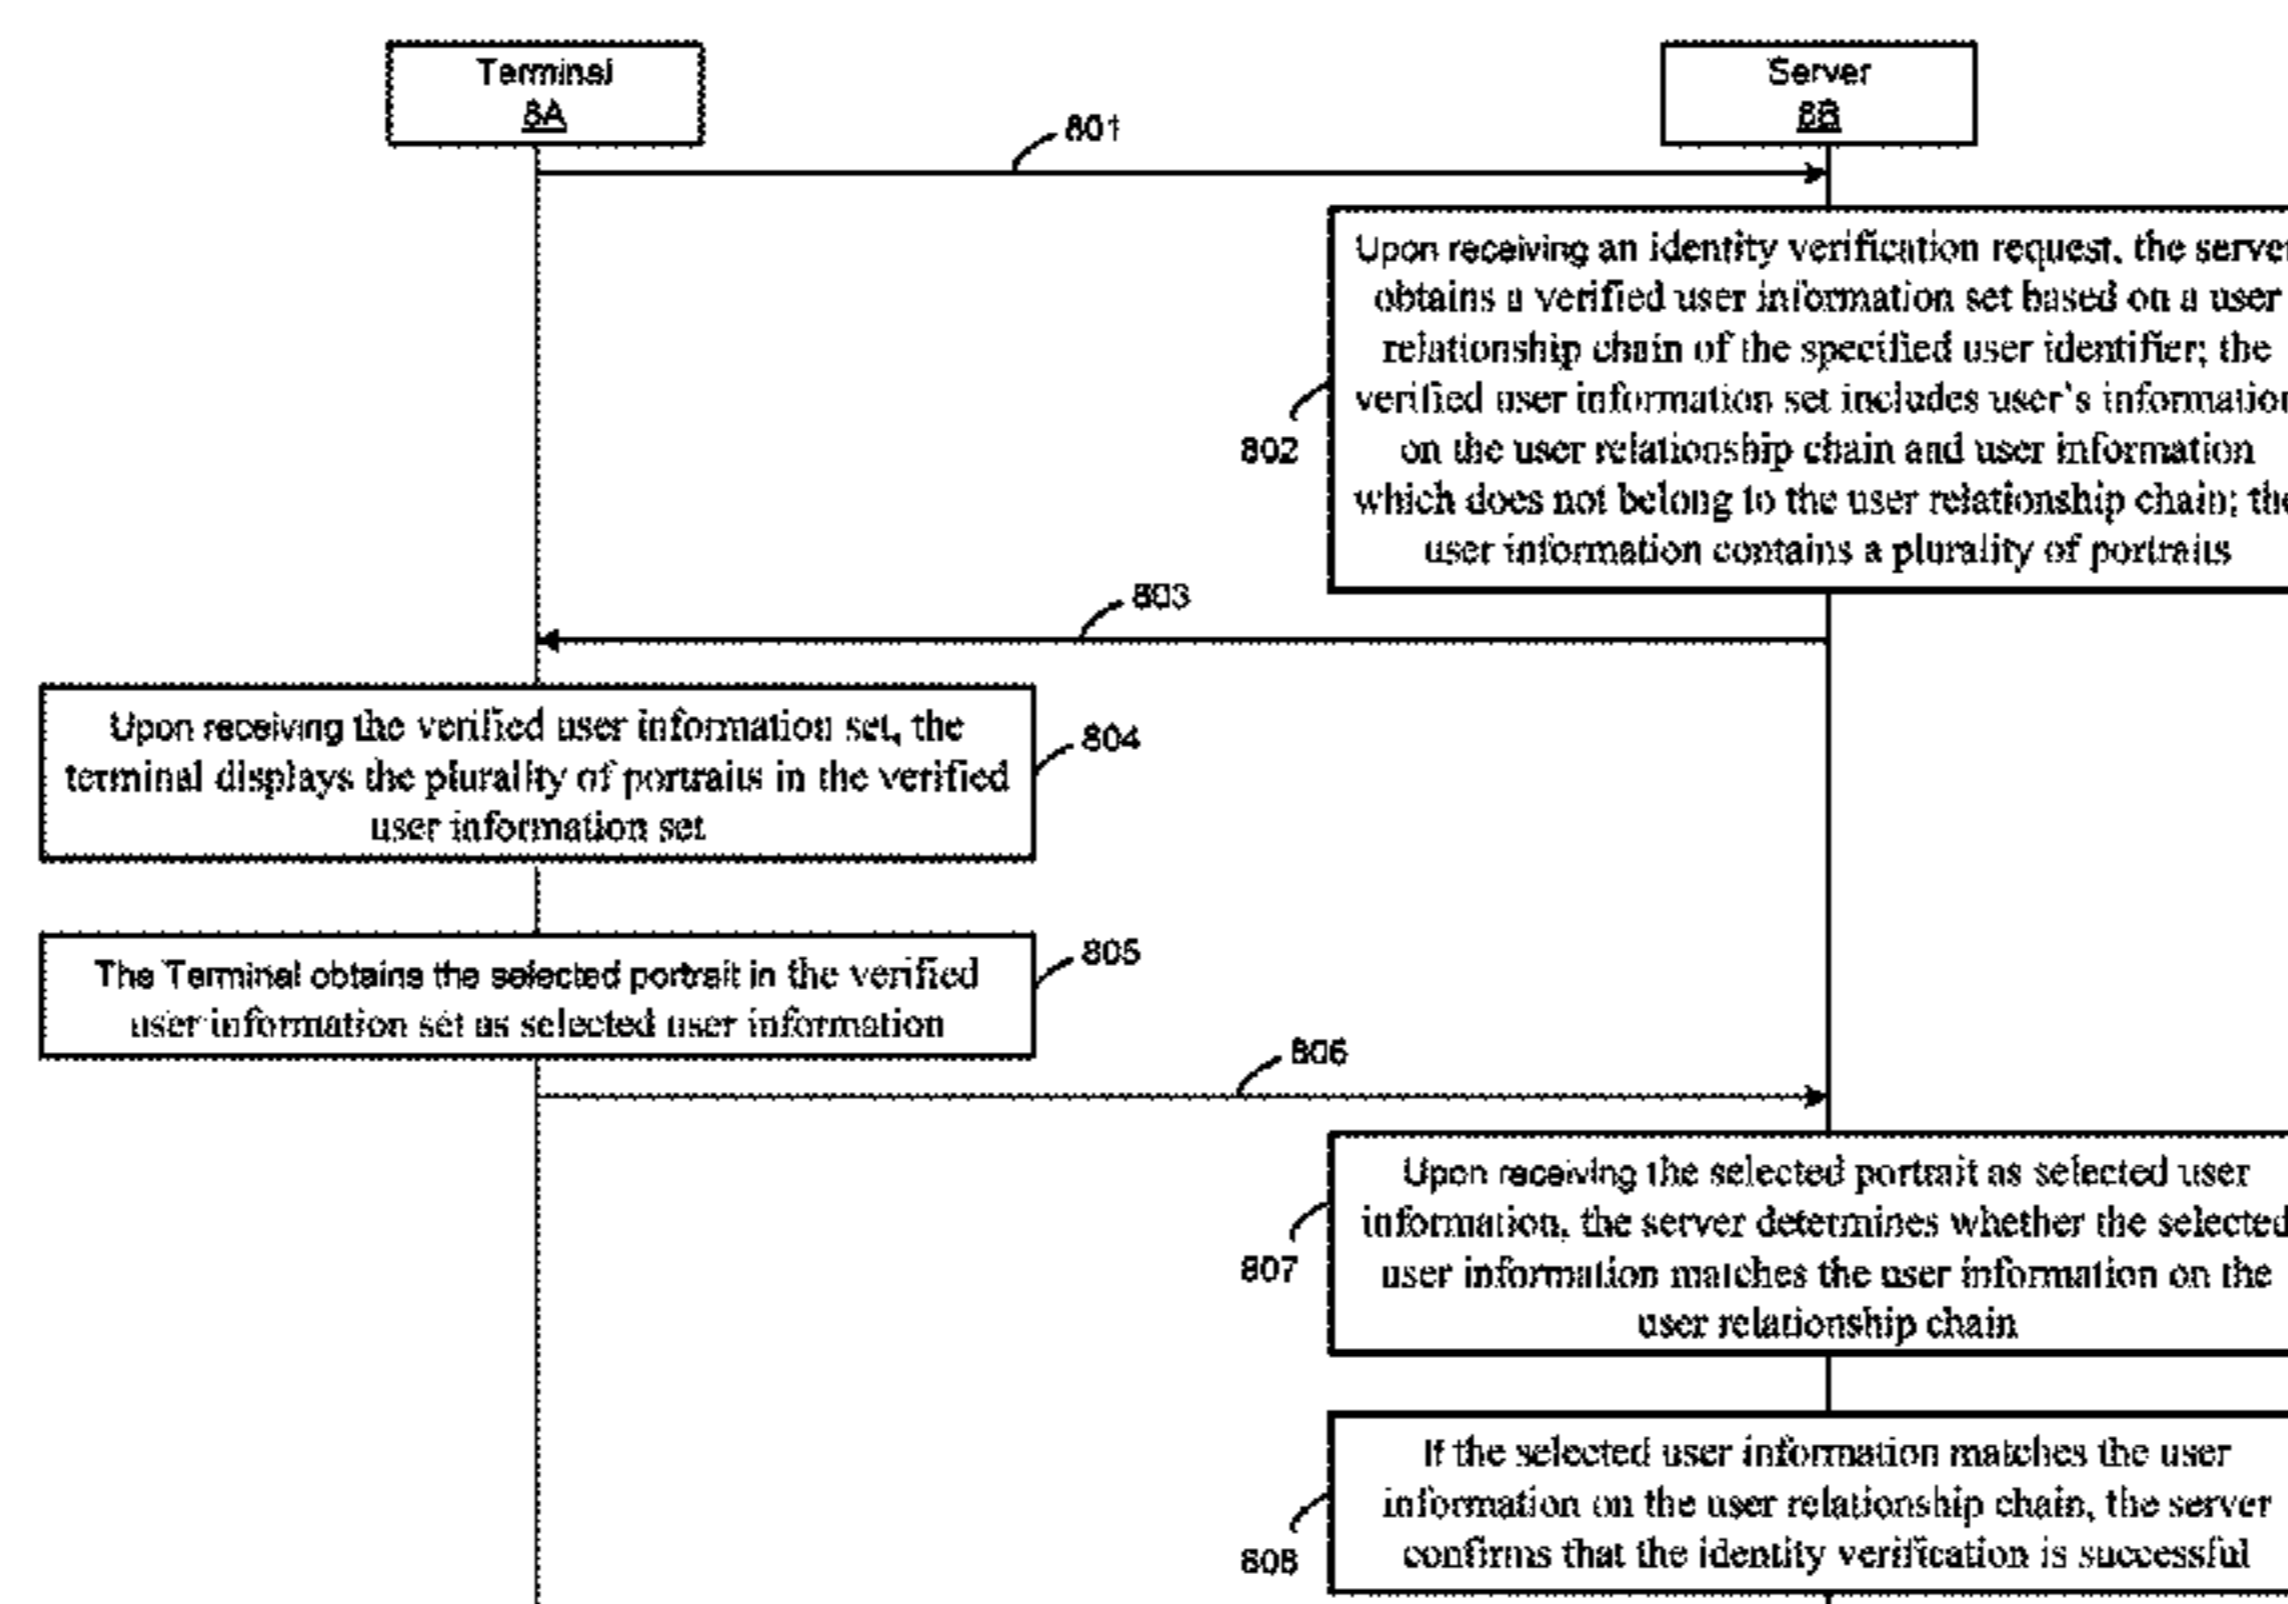 Terminal
8A
Server
8B
801
Upon receiving an identity verification request, the server
obtains a verified user information set based on a user
relationship chain of the specified user identifier; the
verified user information set includes user's information
on the user relationship chain and user information
which does not belong to the user relationship chain; the
user information contains a plurality of portraits
802
803
Upon receiving the verified user information set, the
terminal displays the plurality of portraits in the verified
user information set
804
The Terminal obtains the selected portrait in the verified
user information set as selected user information
805
806
Upon receiving the selected portrait as selected user
information, the server determines whether the selected
user information matches the user information on the
user relationship chain
807
If the selected user information matches the user
information on the user relationship chain, the server
confirms that the identity verification is successful
808